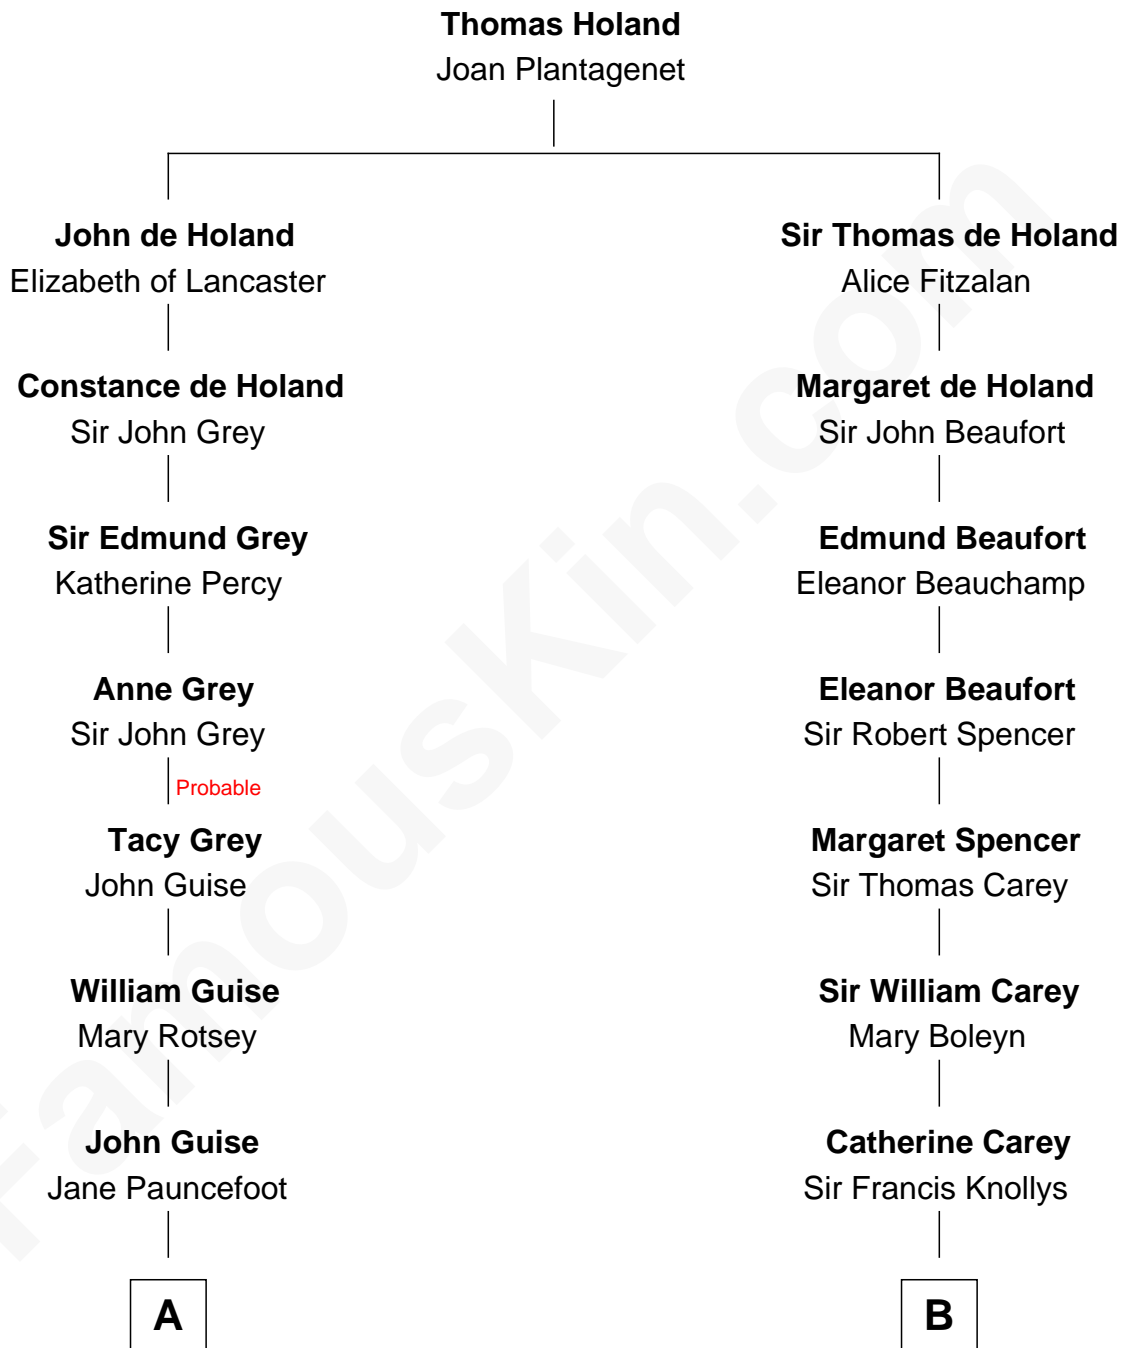 Thomas Holand
Joan Plantagenet
John de Holand
Elizabeth of Lancaster
Sir Thomas de Holand
Alice Fitzalan
Constance de Holand
Sir John Grey
Margaret de Holand
Sir John Beaufort
Sir Edmund Grey
Katherine Percy
Edmund Beaufort
Eleanor Beauchamp
Anne Grey
Sir John Grey
Eleanor Beaufort
Sir Robert Spencer
Probable
Tacy Grey
John Guise
Margaret Spencer
Sir Thomas Carey
William Guise
Mary Rotsey
Sir William Carey
Mary Boleyn
John Guise
Jane Pauncefoot
Catherine Carey
Sir Francis Knollys
A
B
FamousKin.com